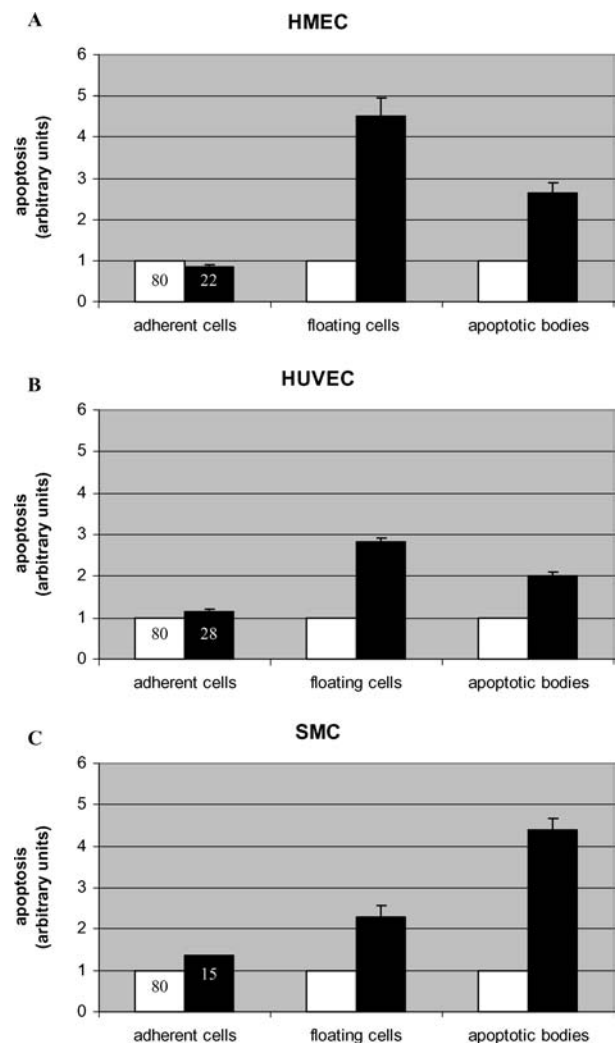 A
HMEC
apoptosis
(arbitrary units)
6
5
4
3
2
1
0
80 22
adherent cells floating cells apoptotic bodies
B
HUVEC
apoptosis
(arbitrary units)
6
5
4
3
2
1
0
80 28
adherent cells floating cells apoptotic bodies
C
SMC
apoptosis
(arbitrary units)
6
5
4
3
2
1
0
80 15
adherent cells floating cells apoptotic bodies